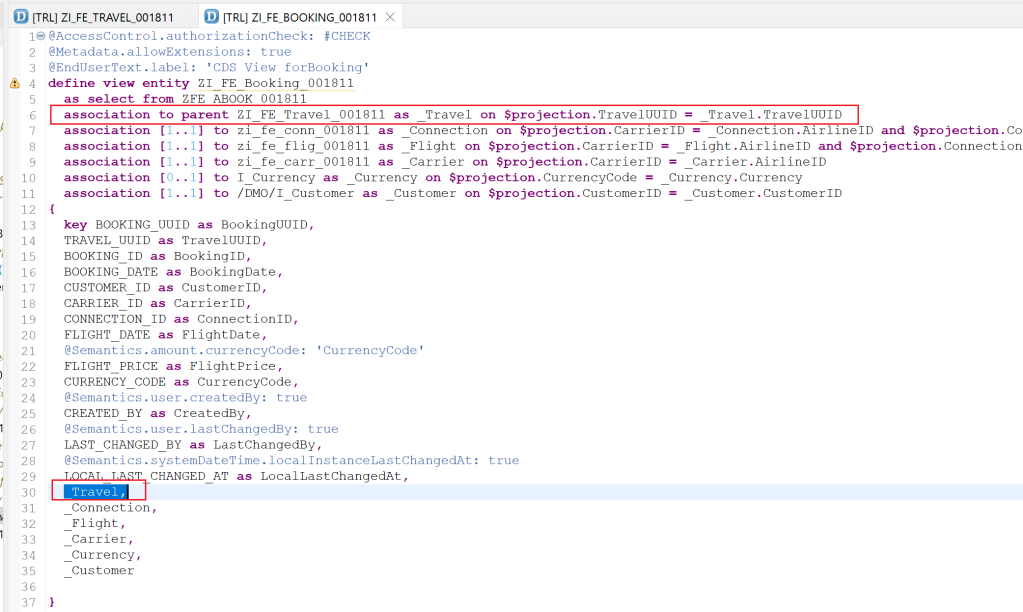 [TRL] ZI_FE_TRAVEL_001811 [TRL] ZI_FE_BOOKING_001811
1 @AccessControl.authorizationCheck: #CHECK
2 @Metadata.allowExtensions: true
3 @EndUserText.label: 'CDS View forBooking'
4 define view entity ZI_FE_Booking_001811
5 as select from ZFE_ABOOK_001811
6 association to parent ZI_FE_Travel_001811 as _Travel on $projection.TravelUUID = _Travel.TravelUUID
7 association [1..1] to zi_fe_conn_001811 as _Connection on $projection.CarrierID = _Connection.AirlineID and $projection.Co
8 association [1..1] to zi_fe_flig_001811 as _Flight on $projection.CarrierID = _Flight.AirlineID and $projection.Connection
9 association [1..1] to zi_fe_carr_001811 as _Carrier on $projection.CarrierID = _Carrier.AirlineID
10 association [0..1] to I_Currency as _Currency on $projection.CurrencyCode = _Currency.Currency
11 association [1..1] to /DMO/I_Customer as _Customer on $projection.CustomerID = _Customer.CustomerID
12 {
13 key BOOKING_UUID as BookingUUID,
14 TRAVEL_UUID as TravelUUID,
15 BOOKING_ID as BookingID,
16 BOOKING_DATE as BookingDate,
17 CUSTOMER_ID as CustomerID,
18 CARRIER_ID as CarrierID,
19 CONNECTION_ID as ConnectionID,
20 FLIGHT_DATE as FlightDate,
21 @Semantics.amount.currencyCode: 'CurrencyCode'
22 FLIGHT_PRICE as FlightPrice,
23 CURRENCY_CODE as CurrencyCode,
24 @Semantics.user.createdBy: true
25 CREATED_BY as CreatedBy,
26 @Semantics.user.lastChangedBy: true
27 LAST_CHANGED_BY as LastChangedBy,
28 @Semantics.systemDateTime.localInstanceLastChangedAt: true
29 LOCAL_LAST_CHANGED_AT as LocalLastChangedAt,
30 _Travel,
31 _Connection,
32 _Flight,
33 _Carrier,
34 _Currency,
35 _Customer
36
37 }